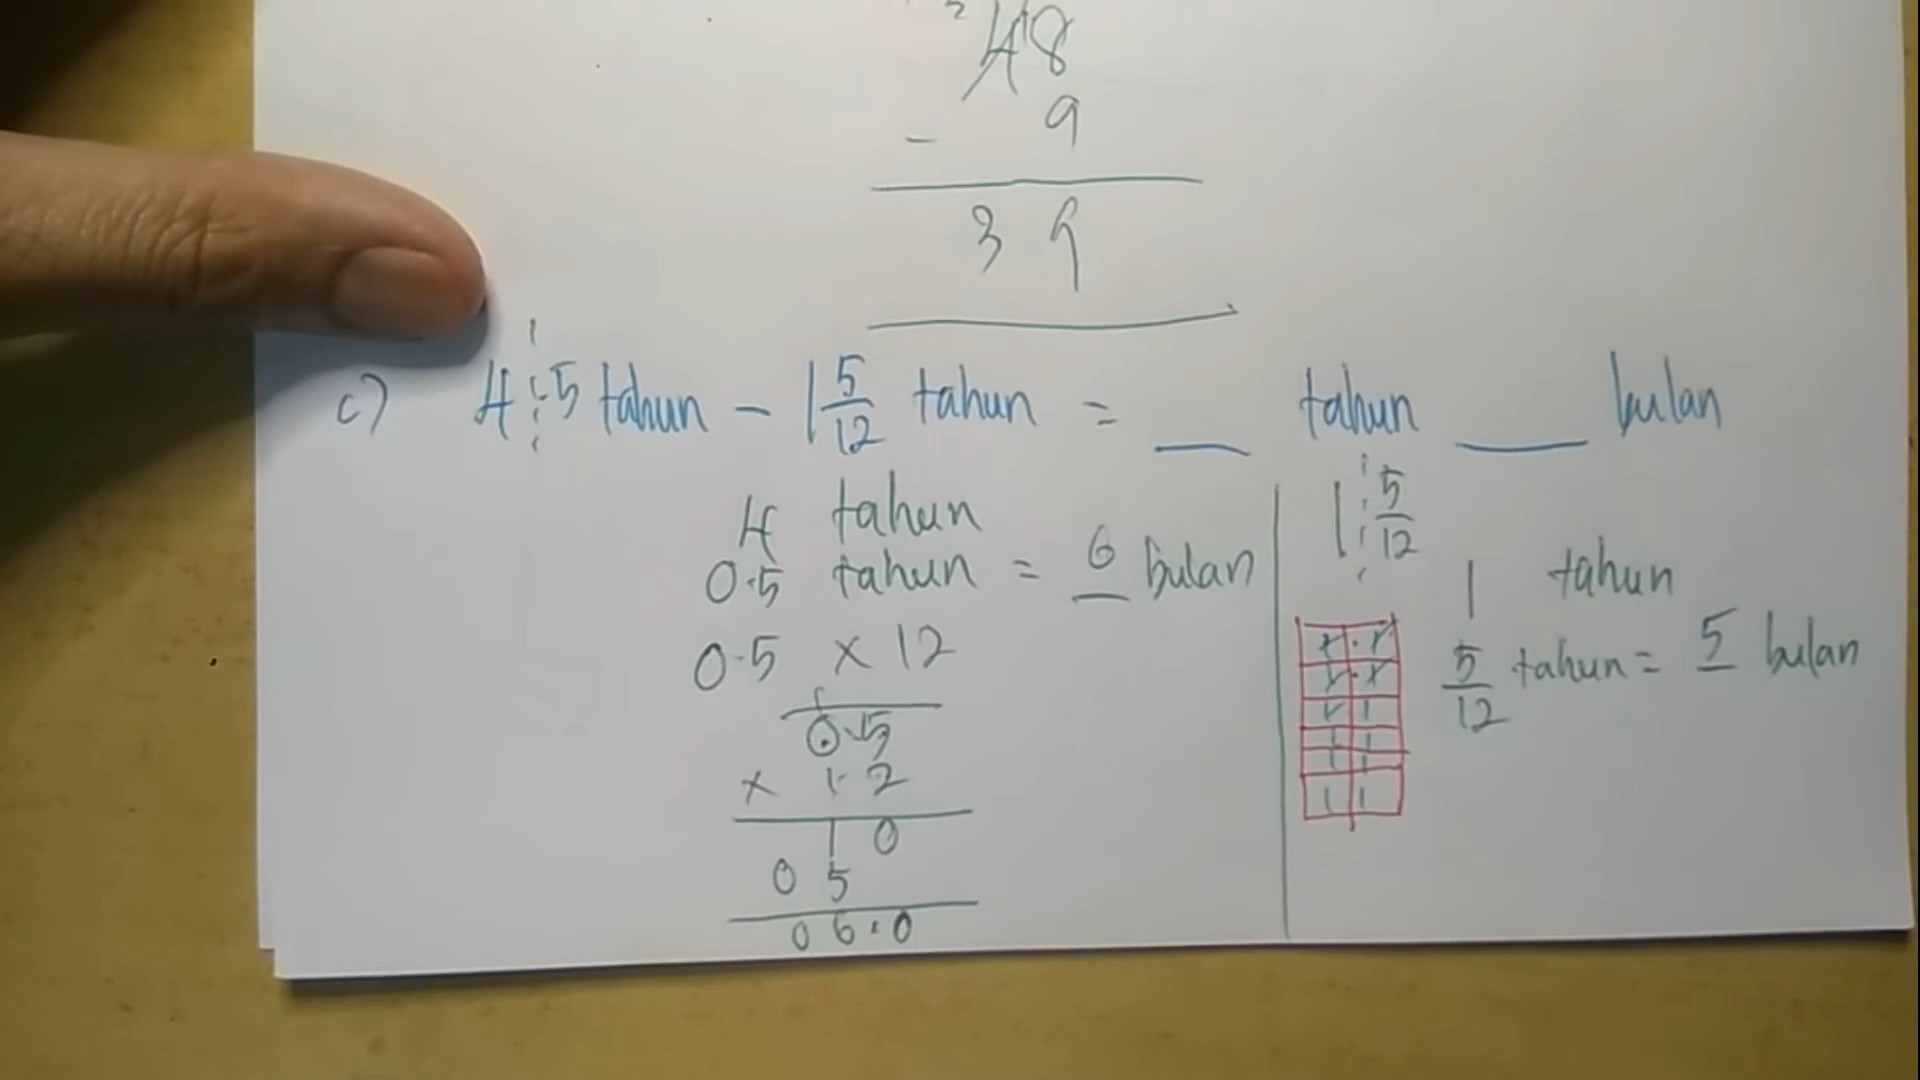 48
- 9
39
c) 4.5 tahun - 1 5/12 tahun = __ tahun ___ bulan
4 tahun
0.5 tahun = 6 bulan
0.5 x 12
0.5
x 1 2
1 0
0 5
0 6.0
1 5/12
1 tahun
5/12 tahun = 5 bulan